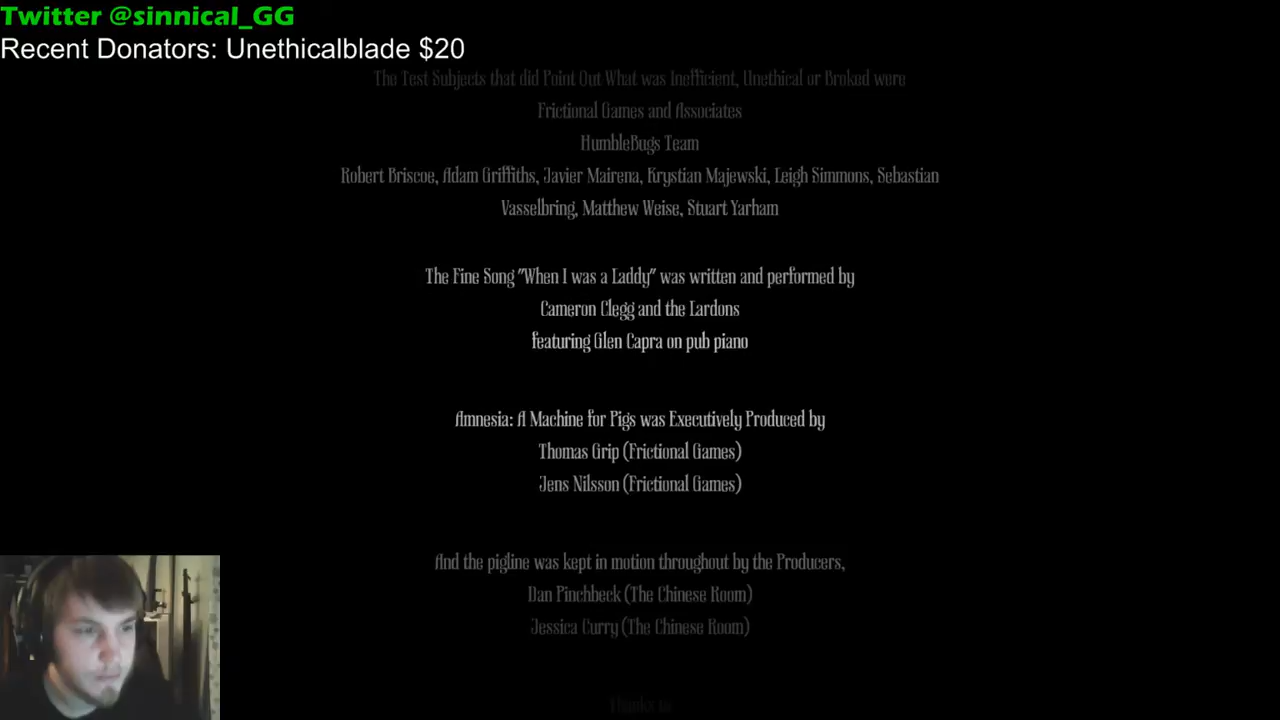 Twitter @sinnical_GG
Recent Donators: Unethicalblade $20
The Test Subjects that did Point Out What was Inefficient, Unethical or Broked were
Frictional Games and Associates
HumbleBugs Team
Robert Briscoe, Adam Griffiths, Javier Mairena, Krystian Majewski, Leigh Simmons, Sebastian
Vasselbring, Matthew Weise, Stuart Yarham
The Fine Song "When I was a Laddy" was written and performed by
Cameron Clegg and the Lardons
featuring Glen Capra on pub piano
Amnesia: A Machine for Pigs was Executively Produced by
Thomas Grip (Frictional Games)
Jens Nilsson (Frictional Games)
And the pigline was kept in motion throughout by the Producers,
Dan Pinchbeck (The Chinese Room)
Jessica Curry (The Chinese Room)
Thanks to